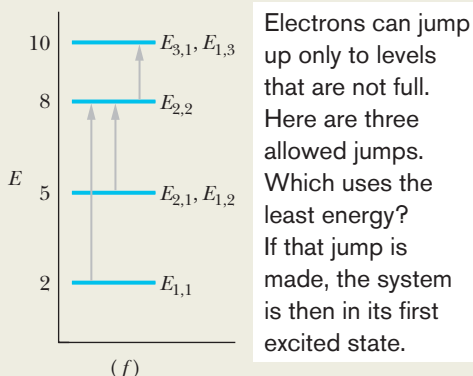 10
E3,1, E1,3
8
E2,2
E
5
E2,1, E1,2
2
E1,1
(f)
Electrons can jump
up only to levels
that are not full.
Here are three
allowed jumps.
Which uses the
least energy?
If that jump is
made, the system
is then in its first
excited state.